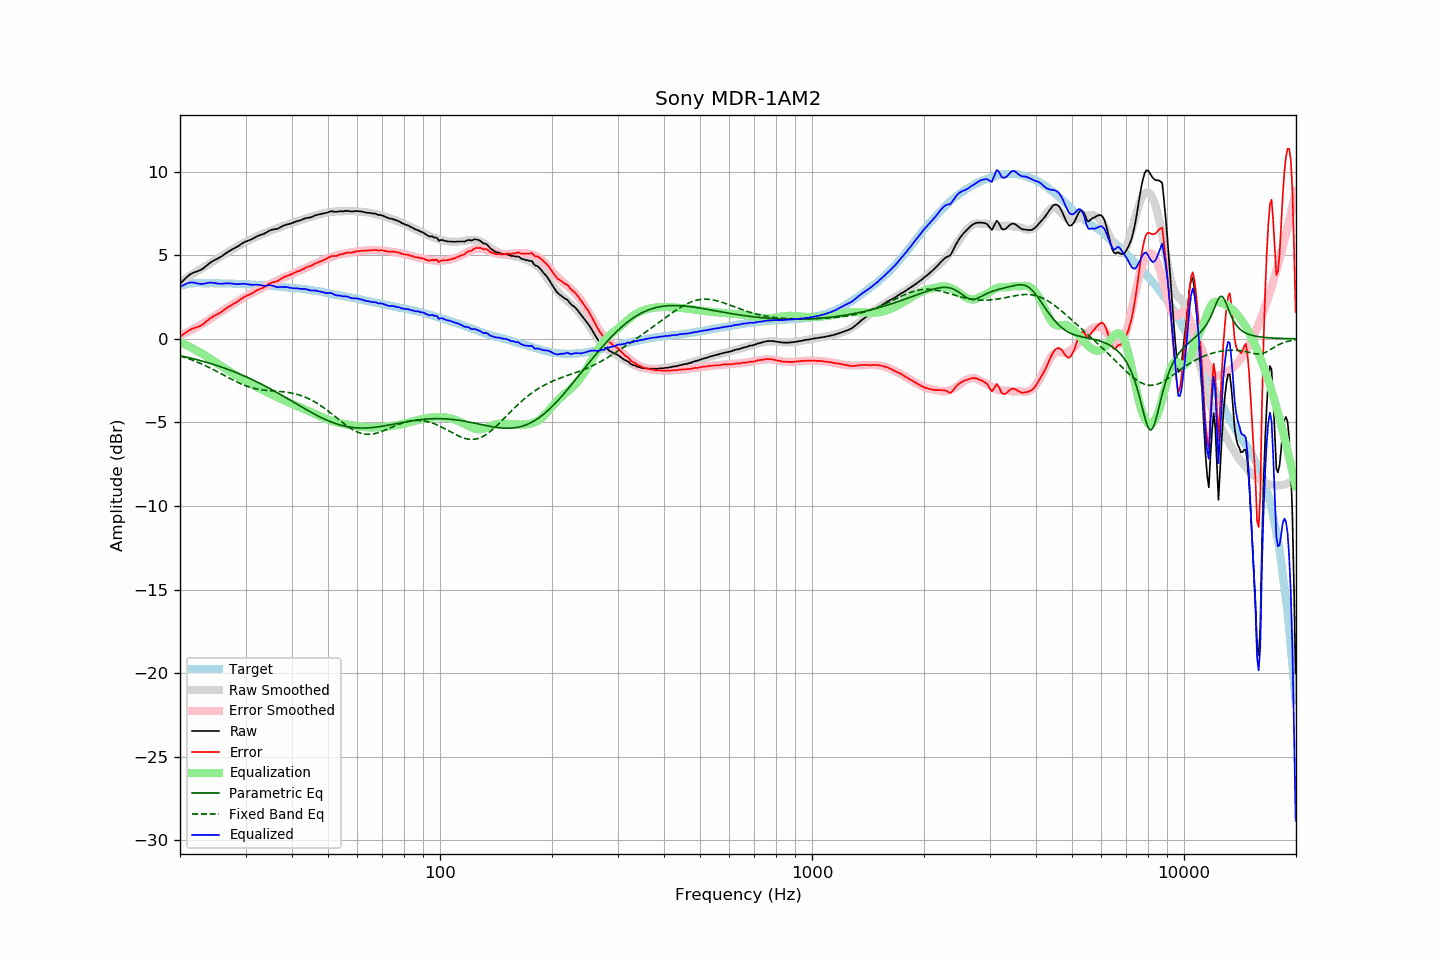 Sony MDR-1AM2
Amplitude (dBr)
10
5
0
−5
−10
−15
−20
−25
−30
Target
Raw Smoothed
Error Smoothed
Raw
Error
Equalization
Parametric Eq
Fixed Band Eq
Equalized
100
1000
10000
Frequency (Hz)